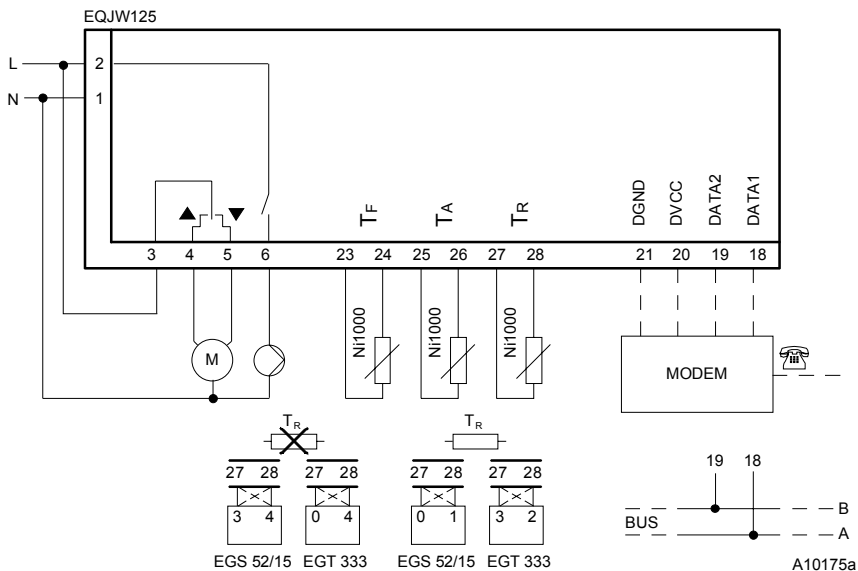 EQJW125
L 2
N 1
TF TA TR
DGND DVCC DATA2 DATA1
3 4 5 6 23 24 25 26 27 28 21 20 19 18
Ni1000 Ni1000 Ni1000
M MODEM
TR TR
27 28 27 28 27 28 27 28
3 4 0 4 0 1 3 2
EGS 52/15 EGT 333 EGS 52/15 EGT 333
19 18
BUS B
A
A10175a